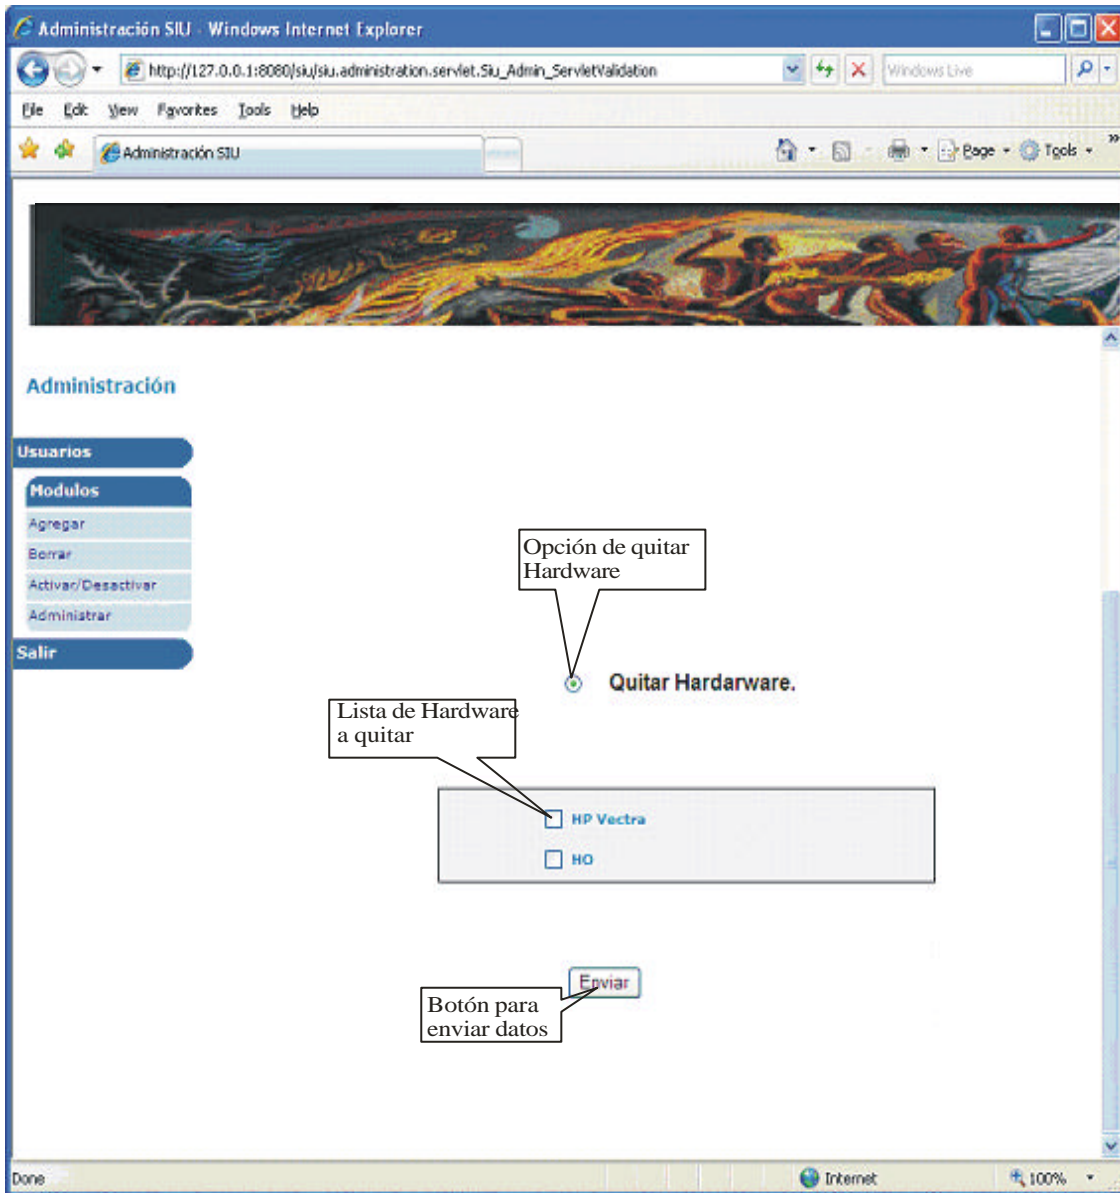 Administración SIU - Windows Internet Explorer
http://127.0.0.1:8080/siu/siu.administration.servlet.Siu_Admin_ServletValidation
Windows Live
File Edit View Favorites Tools Help
Administración SIU
Page Tools
Administración
Usuarios
Modulos
Agregar
Borrar
Activar/Desactivar
Administrar
Salir
Opción de quitar
Hardware
Quitar Hardarware.
Lista de Hardware
a quitar
HP Vectra
HO
Enviar
Botón para
enviar datos
Done
Internet
100%